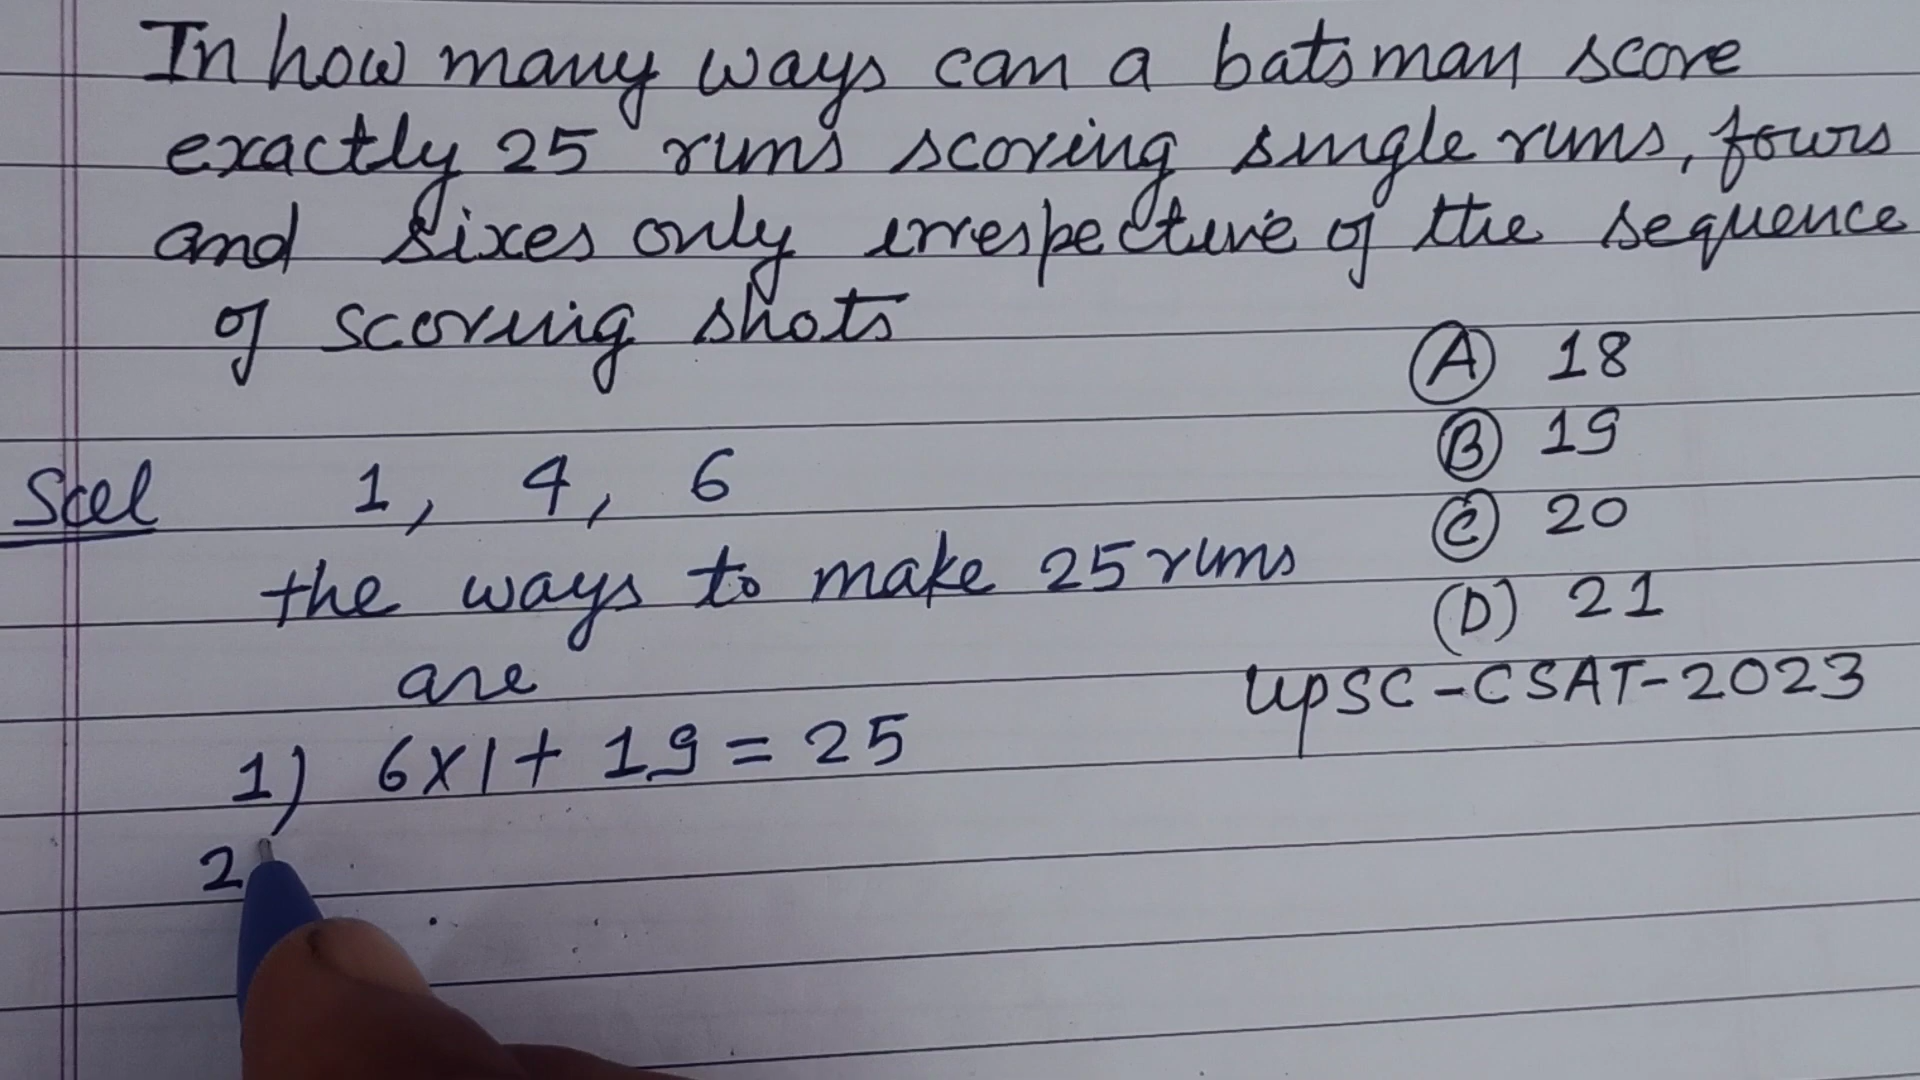 In how many ways can a batsman score
exactly 25 runs scoring single runs, fours
and sixes only irrespective of the sequence
of scoring shots
(A) 18
(B) 19
(C) 20
(D) 21
UPSC-CSAT-2023
Sol 1, 4, 6
the ways to make 25 runs
are
1) 6x1+19=25
2